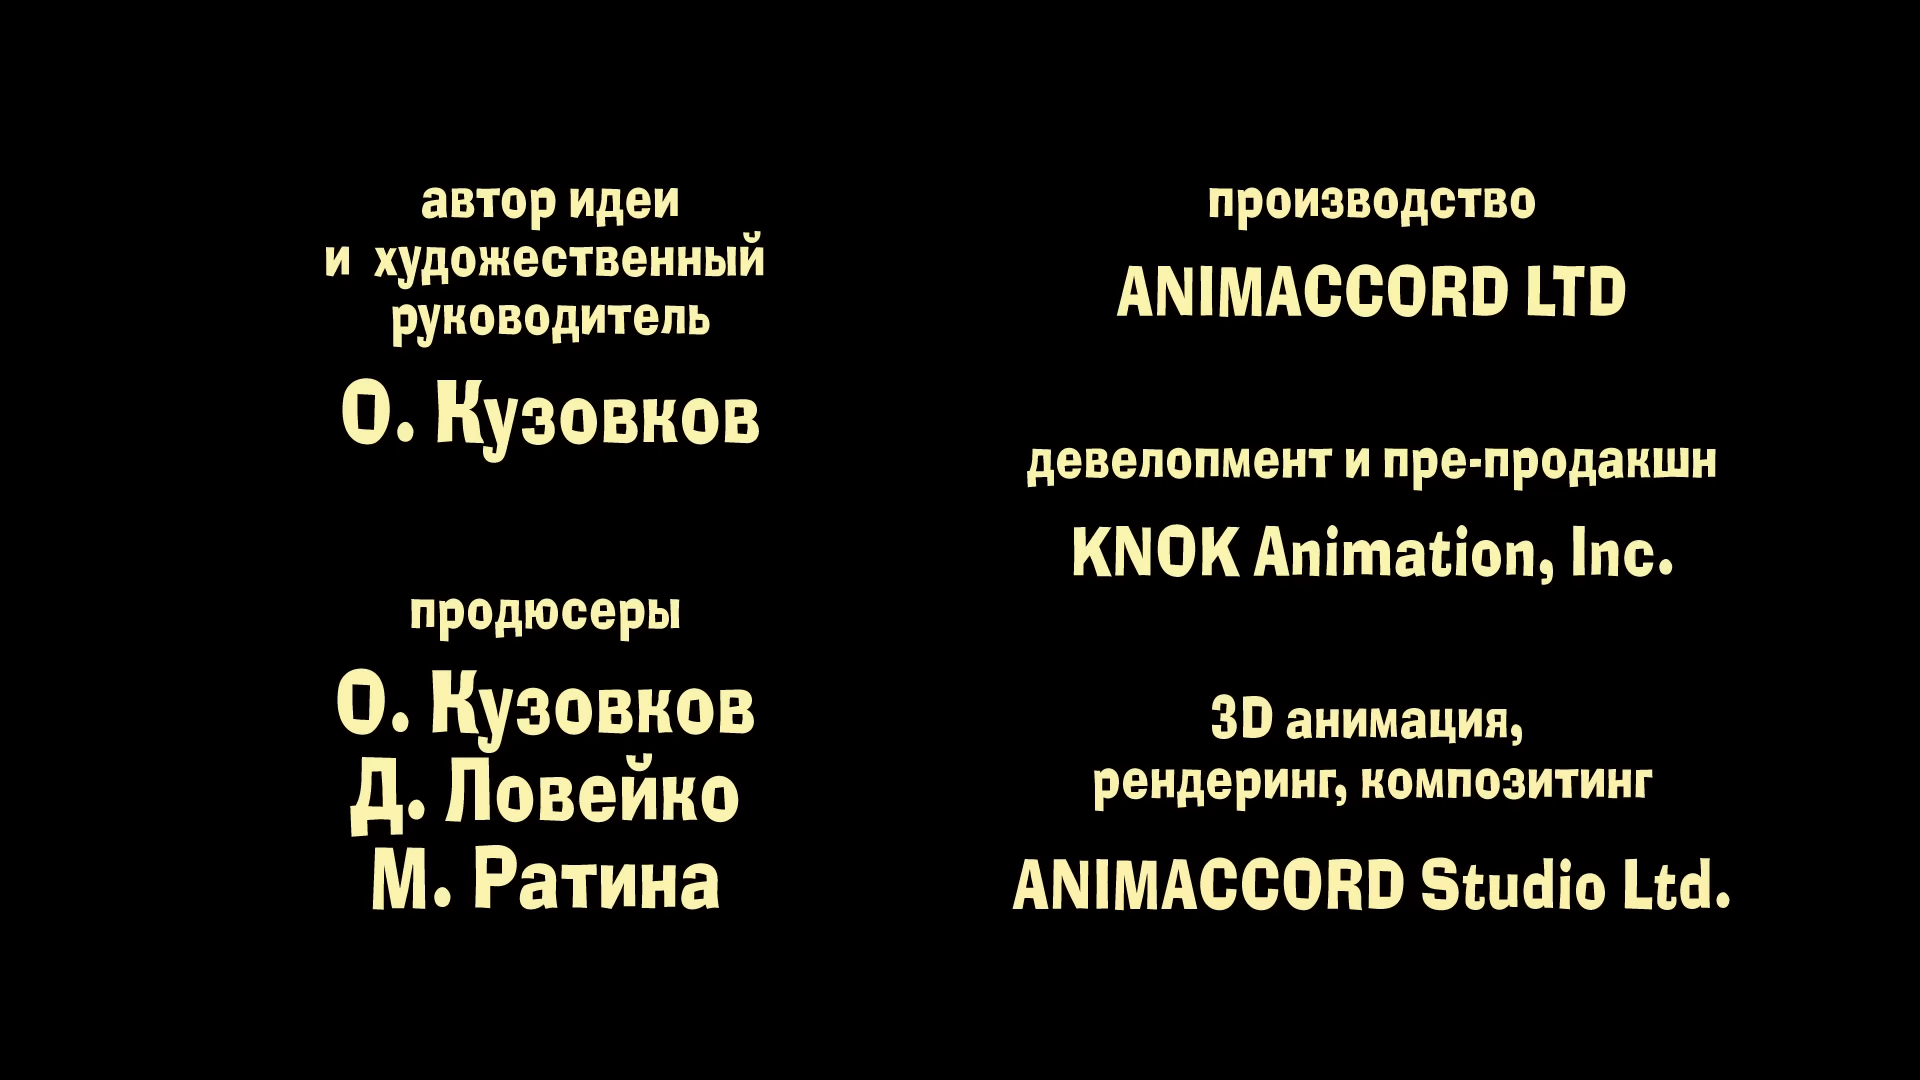 автор идеи
и художественный
руководитель
О. Кузовков
продюсеры
О. Кузовков
Д. Ловейко
М. Ратина
производство
ANIMACCORD LTD
девелопмент и пре-продакшн
KNOK Animation, Inc.
3D анимация,
рендеринг, композитинг
ANIMACCORD Studio Ltd.